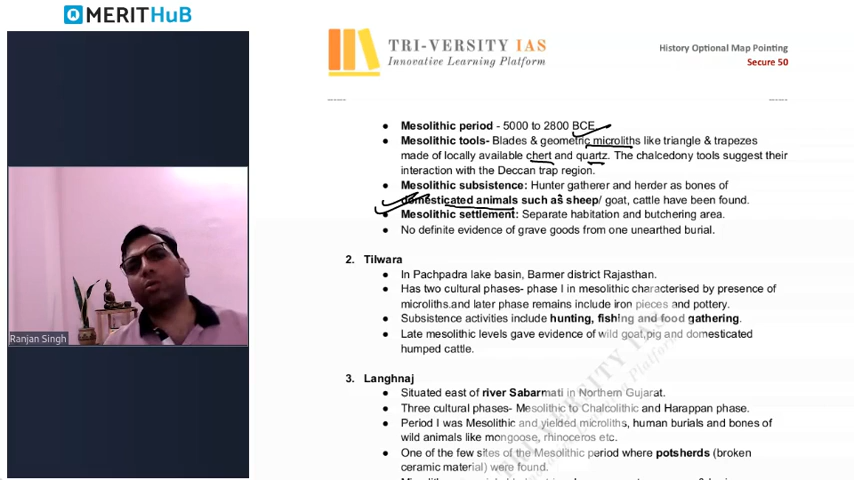 MERITHUB
TRI-VERSITY IAS
Innovative Learning Platform
History Optional Map Pointing
Secure 50
● Mesolithic period - 5000 to 2800 BCE
● Mesolithic tools- Blades & geometric microliths like triangle & trapezes
made of locally available chert and quartz. The chalcedony tools suggest their
interaction with the Deccan trap region.
● Mesolithic subsistence: Hunter gatherer and herder as bones of
domesticated animals such as sheep/ goat, cattle have been found.
● Mesolithic settlement: Separate habitation and butchering area.
● No definite evidence of grave goods from one unearthed burial.
2. Tilwara
● In Pachpadra lake basin, Barmer district Rajasthan.
● Has two cultural phases- phase I in mesolithic characterised by presence of
microliths.and later phase remains include iron pieces and pottery.
● Subsistence activities include hunting, fishing and food gathering.
● Late mesolithic levels gave evidence of wild goat,pig and domesticated
humped cattle.
3. Langhnaj
● Situated east of river Sabarmati in Northern Gujarat.
● Three cultural phases- Mesolithic to Chalcolithic and Harappan phase.
● Period I was Mesolithic and yielded microliths, human burials and bones of
wild animals like mongoose, rhinoceros etc.
● One of the few sites of the Mesolithic period where potsherds (broken
ceramic material) were found.
TRI-VERSITY IAS
Innovative Learning Platform
Ranjan Singh